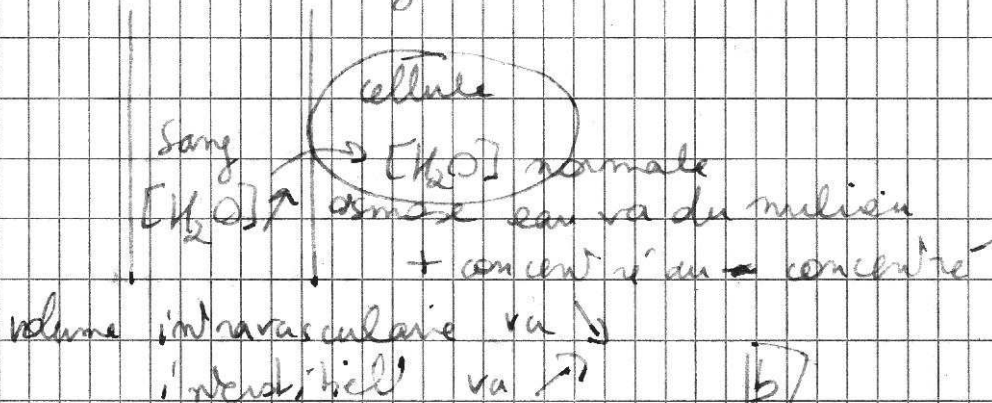 cellule
Sang
[H₂O] normale
[H₂O]↑ osmose eau va du milieu
+ concentré au - concentré
volume intravasculaire va ↘
interstitiel va ↗ b)